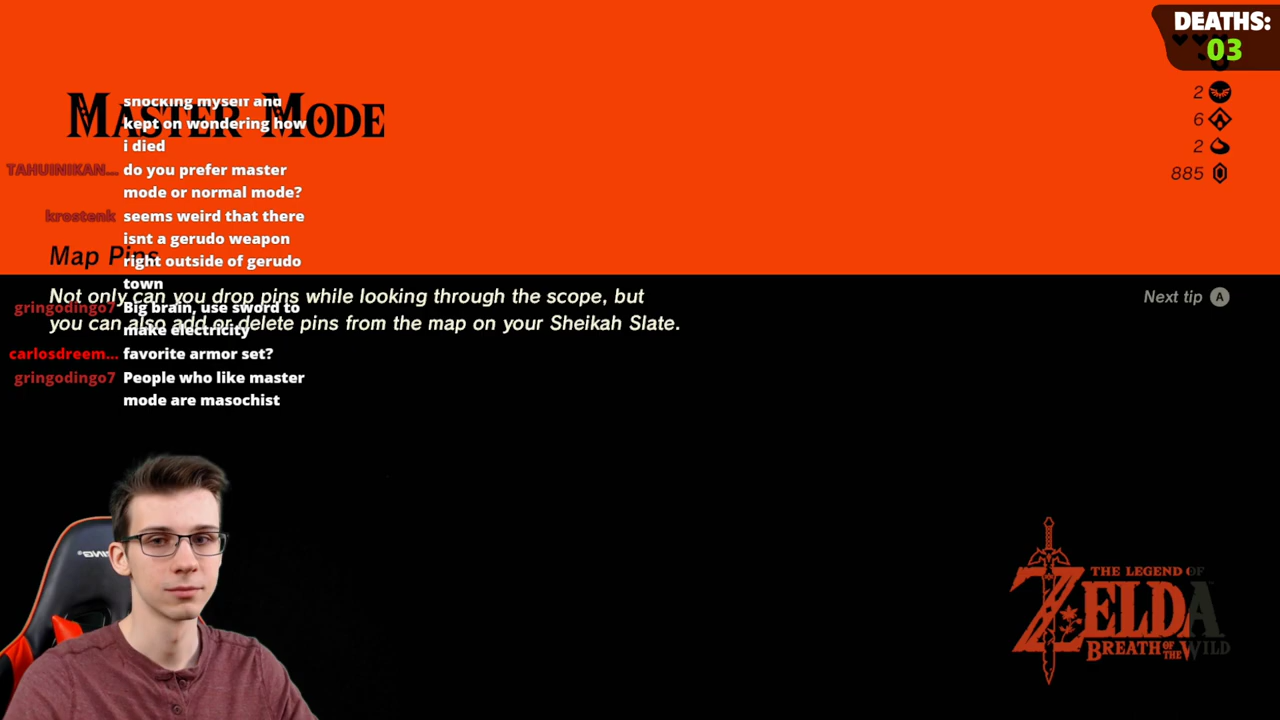 DEATHS:
03
MASTER MODE
2
6
2
885
shocking myself and
kept on wondering how
i died
TAHUINIKAN... do you prefer master
mode or normal mode?
krostenk seems weird that there
isnt a gerudo weapon
right outside of gerudo
town
gringodingo7 Big brain, use sword to
make electricity
carlosdreem... favorite armor set?
gringodingo7 People who like master
mode are masochist
Map Pins
Not only can you drop pins while looking through the scope, but
you can also add or delete pins from the map on your Sheikah Slate.
Next tip A
THE LEGEND OF
ZELDA
BREATH OF THE WILD